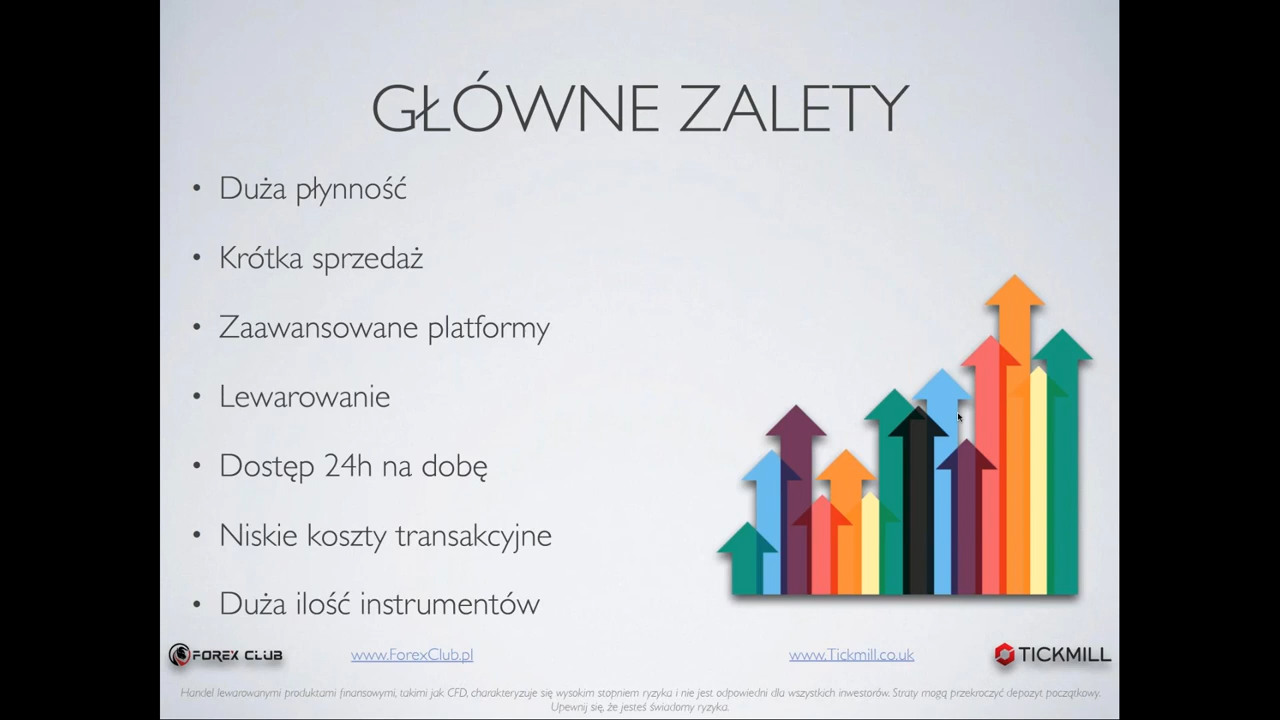 GŁÓWNE ZALETY
• Duża płynność
• Krótka sprzedaż
• Zaawansowane platformy
• Lewarowanie
• Dostęp 24h na dobę
• Niskie koszty transakcyjne
• Duża ilość instrumentów
FOREX CLUB www.ForexClub.pl www.Tickmill.co.uk TICKMILL
Handel lewarowanymi produktami finansowymi, takimi jak CFD, charakteryzuje się wysokim stopniem ryzyka i nie jest odpowiedni dla wszystkich inwestorów. Straty mogą przekroczyć depozyt początkowy.
Upewnij się, że jesteś świadomy ryzyka.